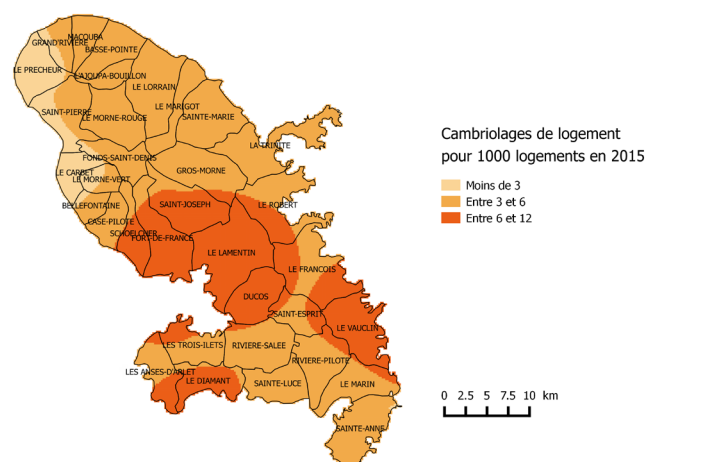 MACOUBA
GRAND'RIVIERE
BASSE-POINTE
LE PRECHEUR
L'AJOUPA-BOUILLON
LE LORRAIN
LE MARIGOT
SAINT-PIERRE
LE MORNE-ROUGE
SAINTE-MARIE
LA TRINITE
FONDS-SAINT-DENIS
GROS-MORNE
LE CARBET
LE MORNE-VERT
BELLEFONTAINE
SAINT-JOSEPH
LE ROBERT
CASE-PILOTE
SCHOELCHER
FORT-DE-FRANCE
LE LAMENTIN
LE FRANCOIS
DUCOS
SAINT-ESPRIT
LE VAUCLIN
LES TROIS-ILETS
RIVIERE-SALEE
RIVIERE-PILOTE
LES ANSES-D'ARLET
LE DIAMANT
SAINTE-LUCE
LE MARIN
SAINTE-ANNE
Cambriolages de logement
pour 1000 logements en 2015
Moins de 3
Entre 3 et 6
Entre 6 et 12
0 2.5 5 7.5 10 km